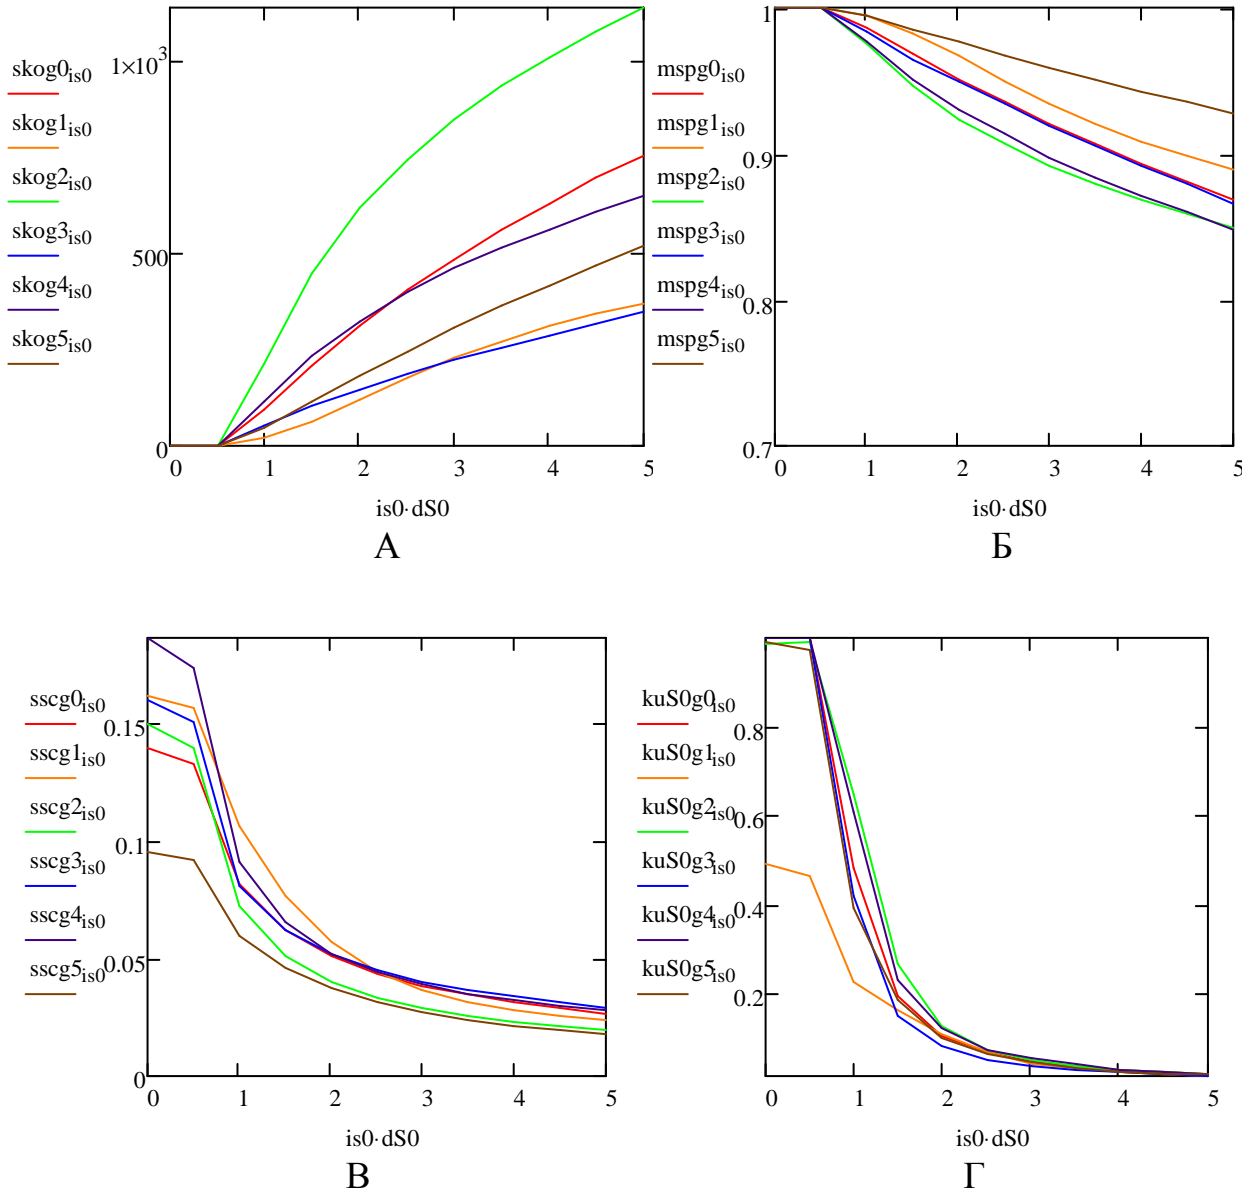 skog0is0
skog1is0
skog2is0
skog3is0
skog4is0
skog5is0
1×10³
500
0
0 1 2 3 4 5
is0·dS0
А
mspg0is0
mspg1is0
mspg2is0
mspg3is0
mspg4is0
mspg5is0
1
0.9
0.8
0.7
0 1 2 3 4 5
is0·dS0
Б
sscg0is0
sscg1is0
sscg2is0
sscg3is0
sscg4is0
sscg5is0
0.15
0.1
0.05
0
0 1 2 3 4 5
is0·dS0
В
kuS0g0is0
kuS0g1is0
kuS0g2is0
kuS0g3is0
kuS0g4is0
kuS0g5is0
0.8
0.6
0.4
0.2
0 1 2 3 4 5
is0·dS0
Г